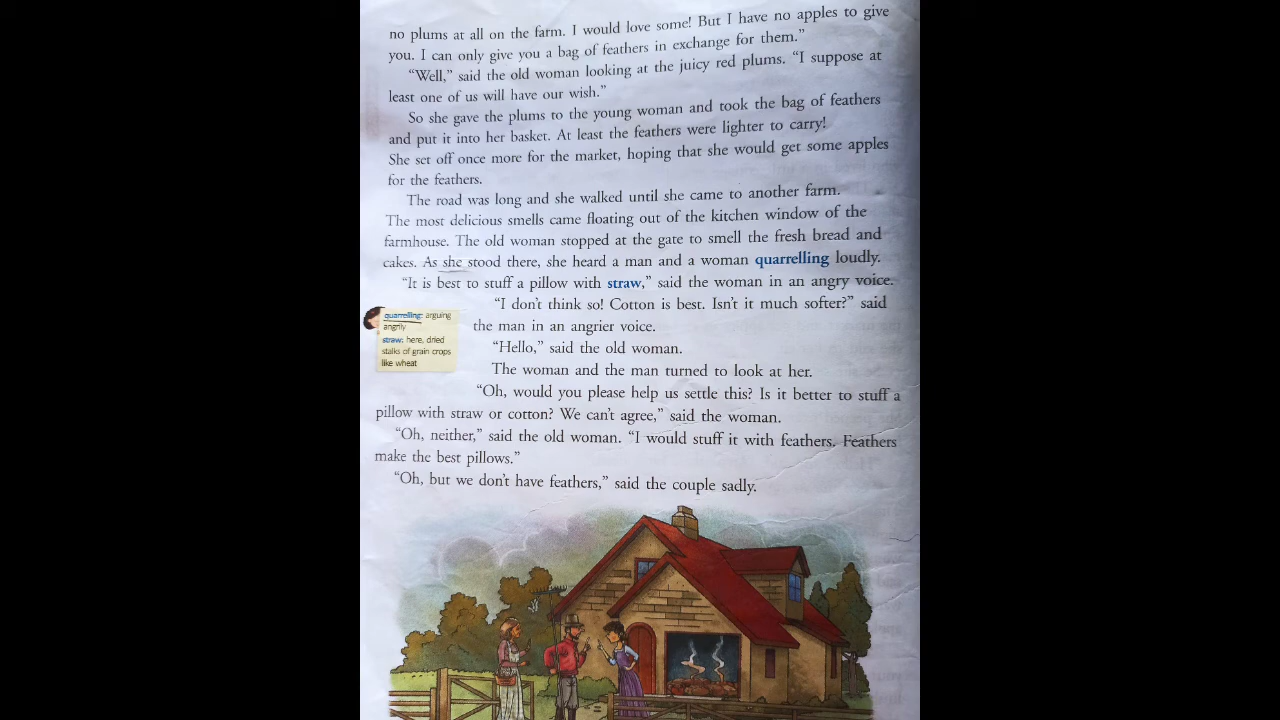 no plums at all on the farm. I would love some! But I have no apples to give
you. I can only give you a bag of feathers in exchange for them.”
“Well,” said the old woman looking at the juicy red plums. “I suppose at
least one of us will have our wish.”
So she gave the plums to the young woman and took the bag of feathers
and put it into her basket. At least the feathers were lighter to carry!
She set off once more for the market, hoping that she would get some apples
for the feathers.
The road was long and she walked until she came to another farm.
The most delicious smells came floating out of the kitchen window of the
farmhouse. The old woman stopped at the gate to smell the fresh bread and
cakes. As she stood there, she heard a man and a woman quarrelling loudly.
“It is best to stuff a pillow with straw,” said the woman in an angry voice.
“I don’t think so! Cotton is best. Isn’t it much softer?” said
the man in an angrier voice.
“Hello,” said the old woman.
The woman and the man turned to look at her.
quarrelling: arguing
angrily
straw: here, dried
stalks of grain crops
like wheat
“Oh, would you please help us settle this? Is it better to stuff a
pillow with straw or cotton? We can’t agree,” said the woman.
“Oh, neither,” said the old woman. “I would stuff it with feathers. Feathers
make the best pillows.”
“Oh, but we don’t have feathers,” said the couple sadly.